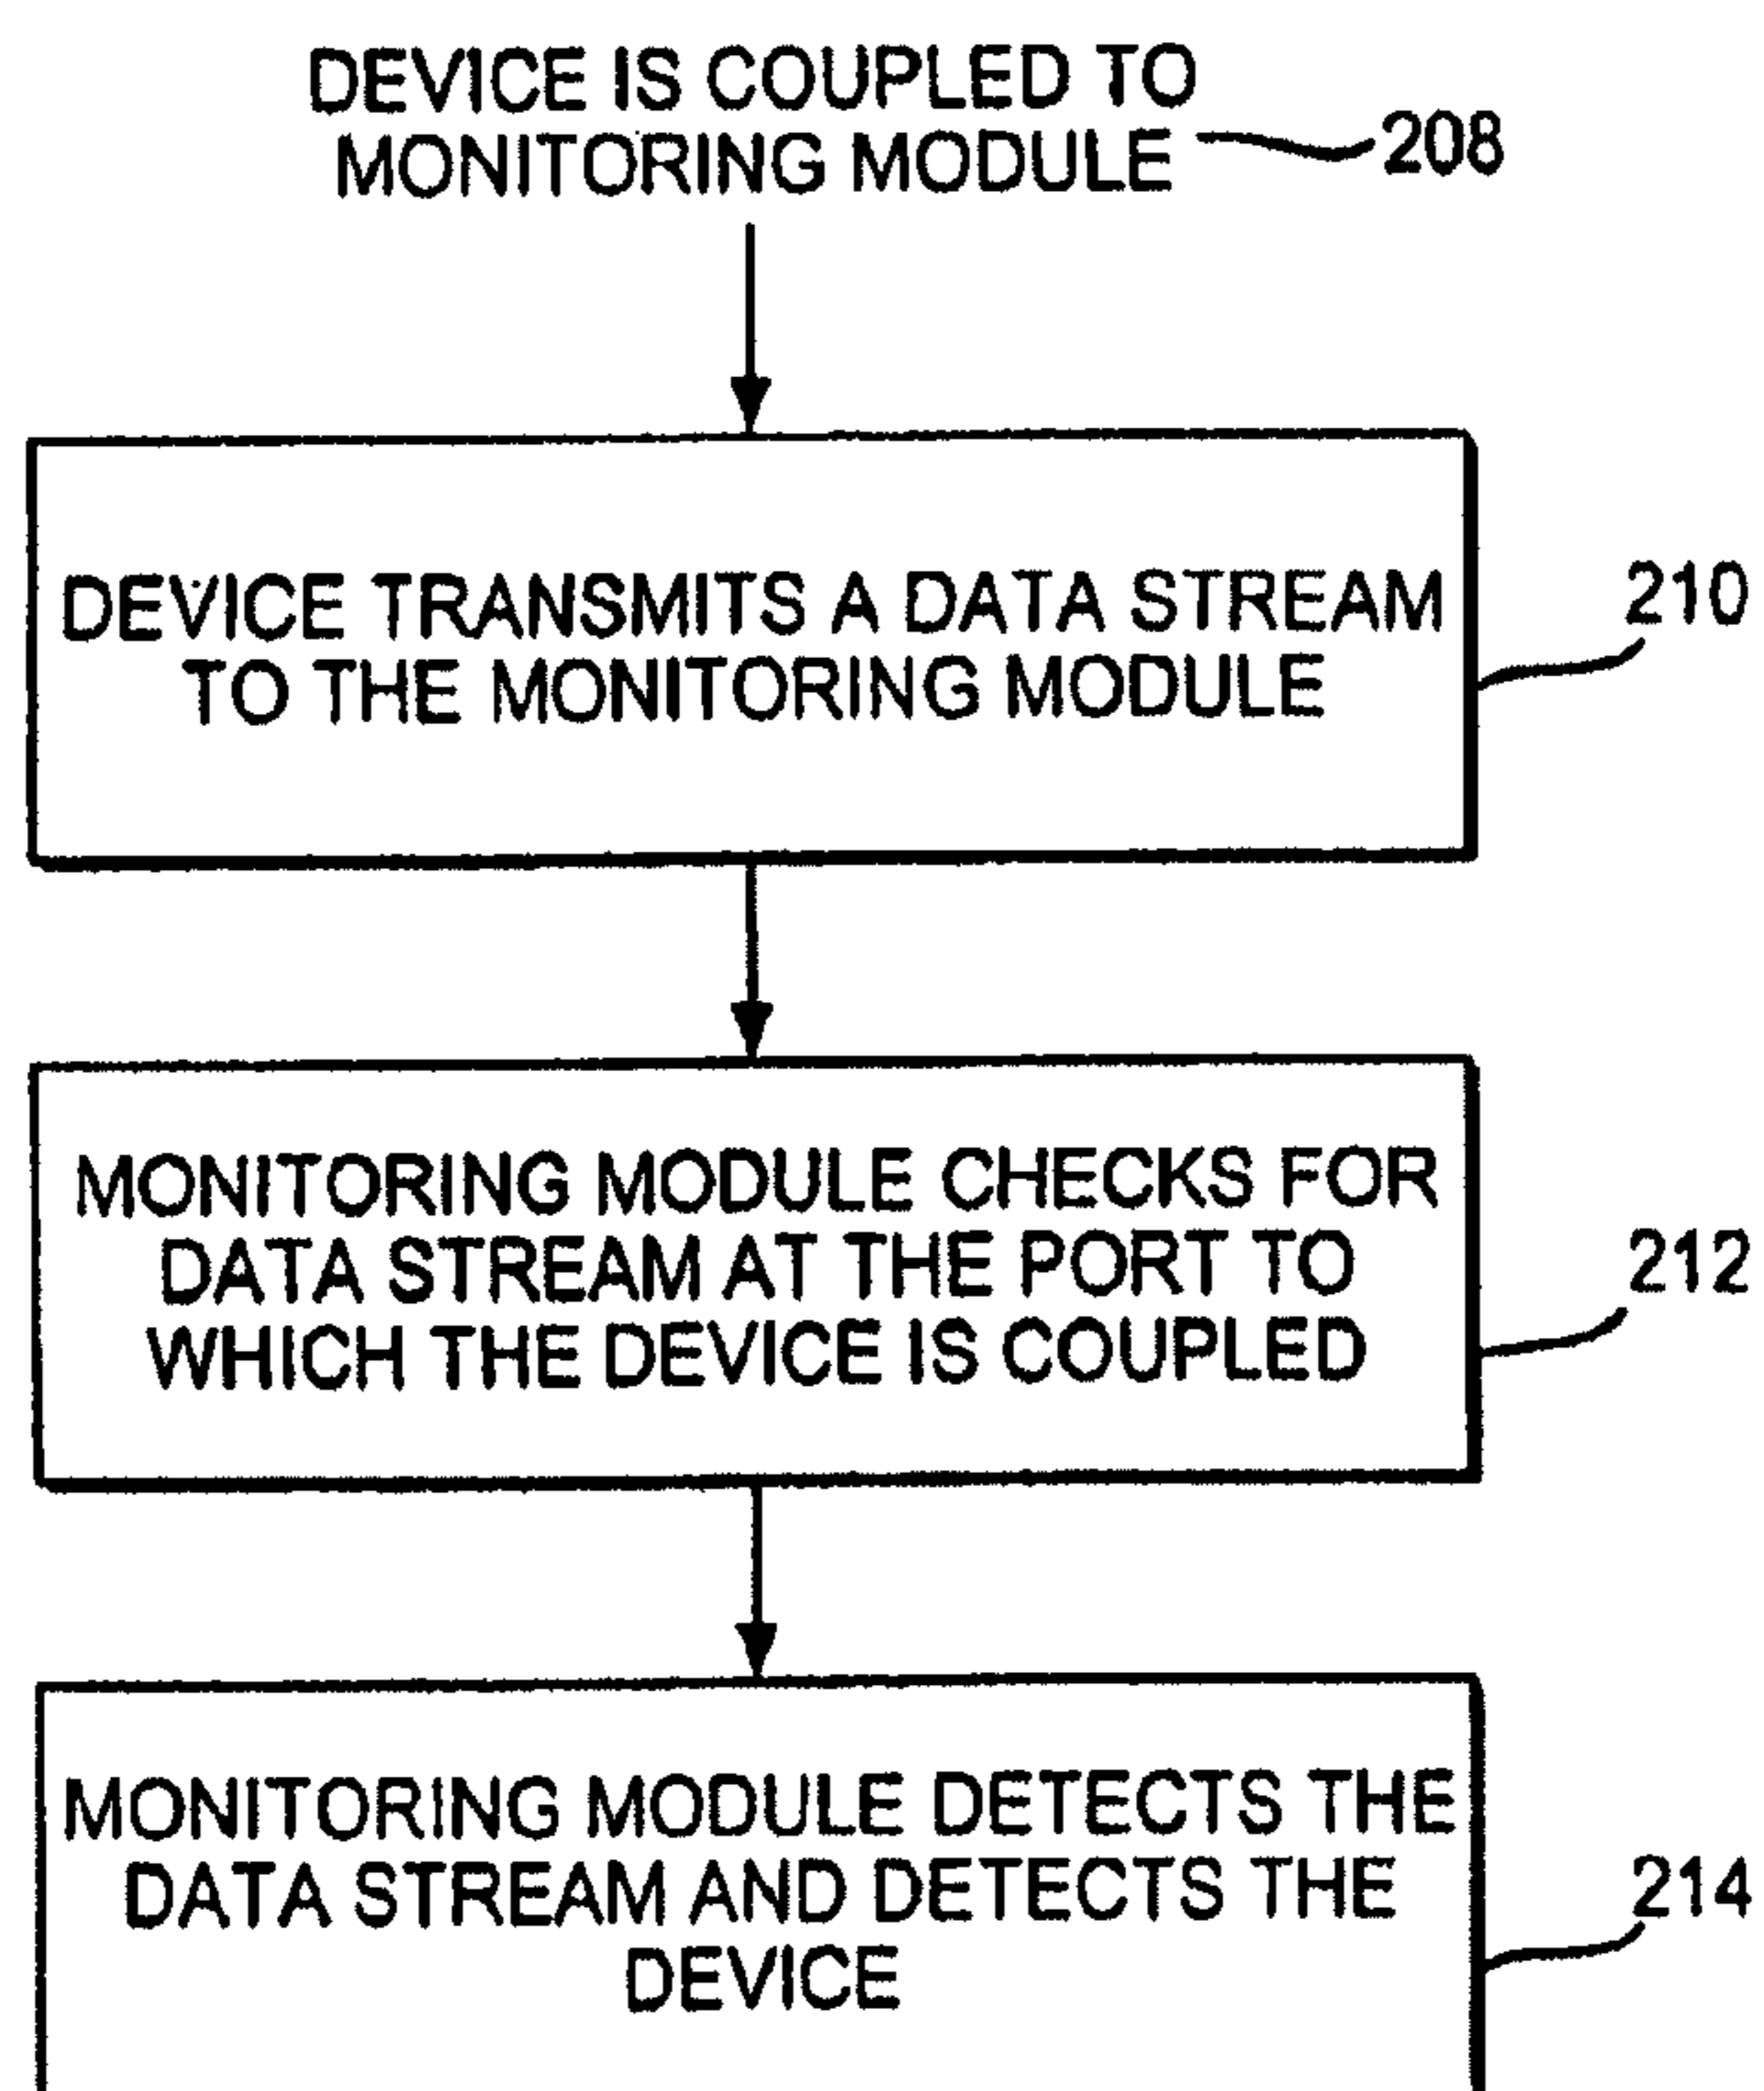 DEVICE IS COUPLED TO
MONITORING MODULE
208
DEVICE TRANSMITS A DATA STREAM
TO THE MONITORING MODULE
210
MONITORING MODULE CHECKS FOR
DATA STREAM AT THE PORT TO
WHICH THE DEVICE IS COUPLED
212
MONITORING MODULE DETECTS THE
DATA STREAM AND DETECTS THE
DEVICE
214